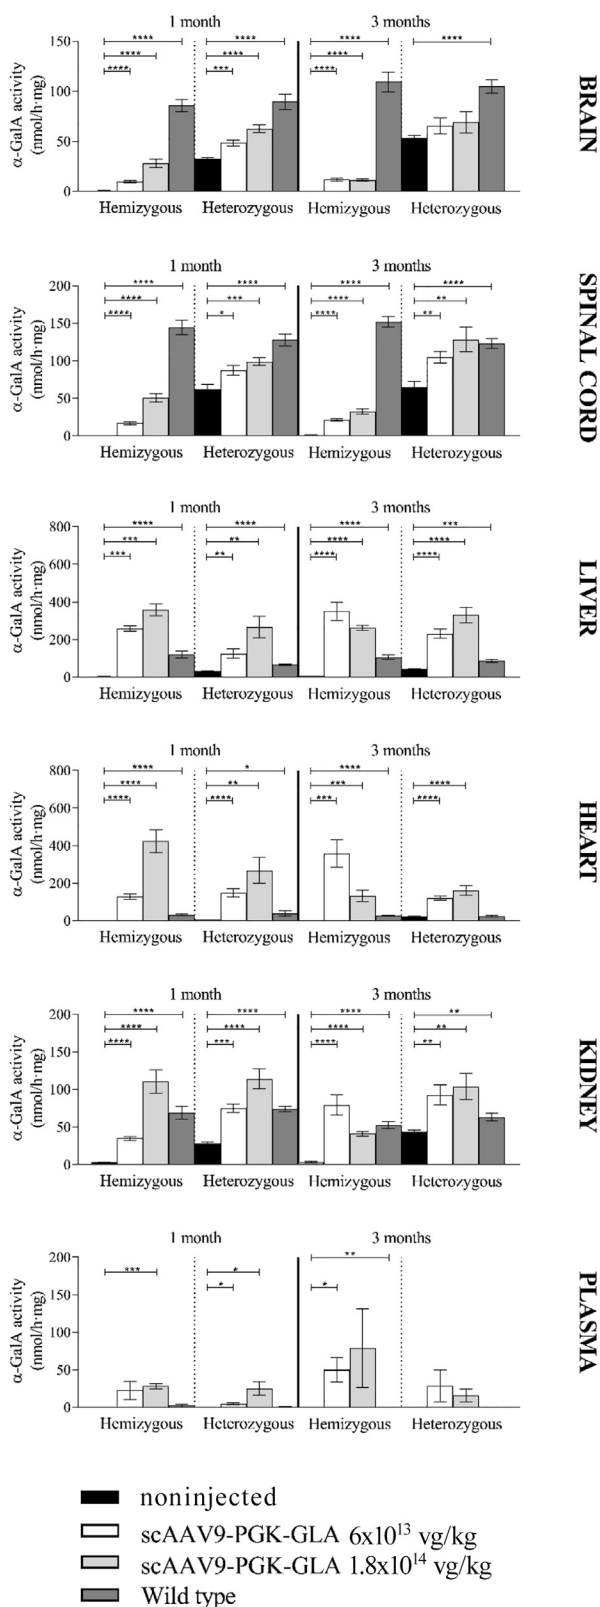 1 month 3 months
α-GalA activity
(nmol/h·mg)
150
100
50
0
**** **** **** ****
**** **** ****
**** *** ****
Hemizygous Heterozygous Hemizygous Heterozygous
BRAIN
1 month 3 months
α-GalA activity
(nmol/h·mg)
200
150
100
50
0
**** **** **** ****
**** *** **** **
**** * **** **
Hemizygous Heterozygous Hemizygous Heterozygous
SPINAL CORD
1 month 3 months
α-GalA activity
(nmol/h·mg)
800
600
400
200
0
**** **** **** ***
*** ** **** ****
*** ** **** ****
Hemizygous Heterozygous Hemizygous Heterozygous
LIVER
1 month 3 months
α-GalA activity
(nmol/h·mg)
800
600
400
200
0
**** * ****
**** ** *** ****
**** **** *** ****
Hemizygous Heterozygous Hemizygous Heterozygous
HEART
1 month 3 months
α-GalA activity
(nmol/h·mg)
200
150
100
50
0
**** **** **** **
**** **** **** **
**** *** **** **
Hemizygous Heterozygous Hemizygous Heterozygous
KIDNEY
1 month 3 months
α-GalA activity
(nmol/h·mg)
200
150
100
50
0
**
*** *
* *
Hemizygous Heterozygous Hemizygous Heterozygous
PLASMA
noninjected
scAAV9-PGK-GLA 6x10¹³ vg/kg
scAAV9-PGK-GLA 1.8x10¹⁴ vg/kg
Wild type